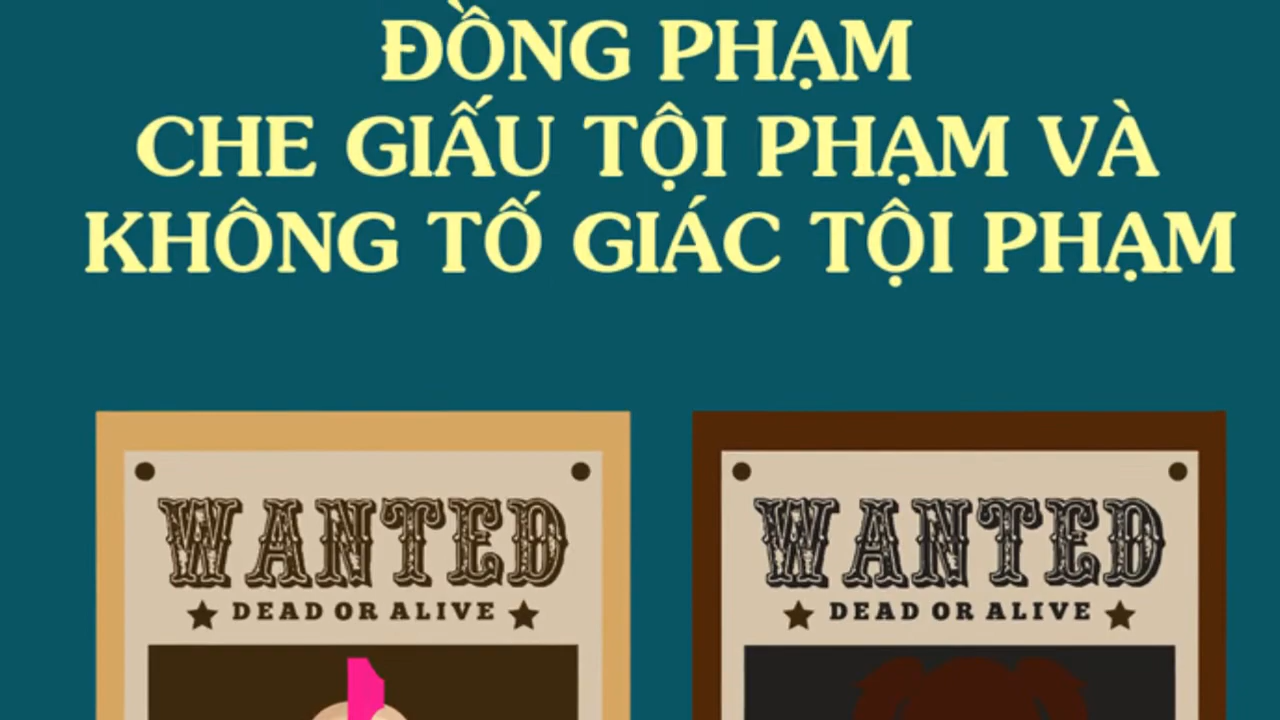 ĐỒNG PHẠM
CHE GIẤU TỘI PHẠM VÀ
KHÔNG TỐ GIÁC TỘI PHẠM
WANTED
DEAD OR ALIVE
WANTED
DEAD OR ALIVE